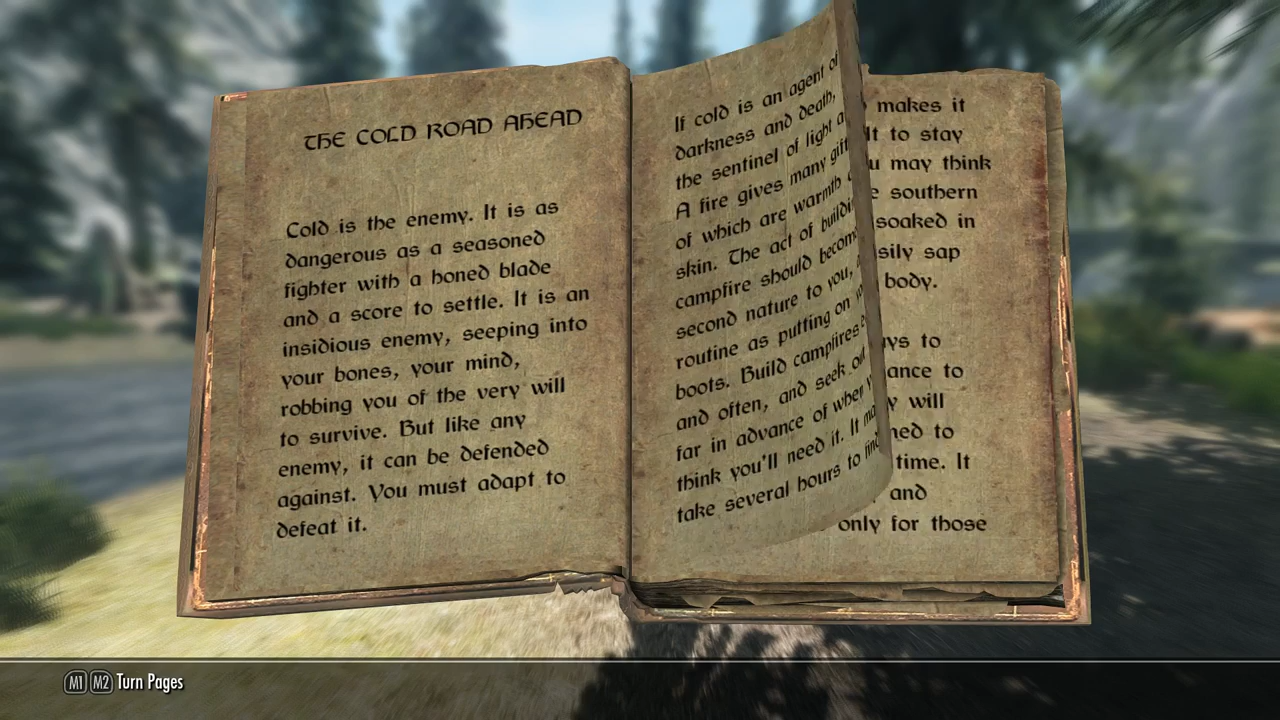 THE COLD ROAD AHEAD
Cold is the enemy. It is as
dangerous as a seasoned
fighter with a honed blade
and a score to settle. It is an
insidious enemy, seeping into
your bones, your mind,
robbing you of the very will
to survive. But like any
enemy, it can be defended
against. You must adapt to
defeat it.
If cold is an agent of
darkness and death,
the sentinel of light
A fire gives many
of which are warmth
skin. The act of
campfire should
second nature to you,
routine as putting on
boots. Build campfires
and often, and seek out
far in advance of when
think you'll need it. It may
take several hours to find
makes it
to stay
may think
southern
soaked in
sap
body.
to
to
will
to
time. It
and
only for those
M1 M2 Turn Pages